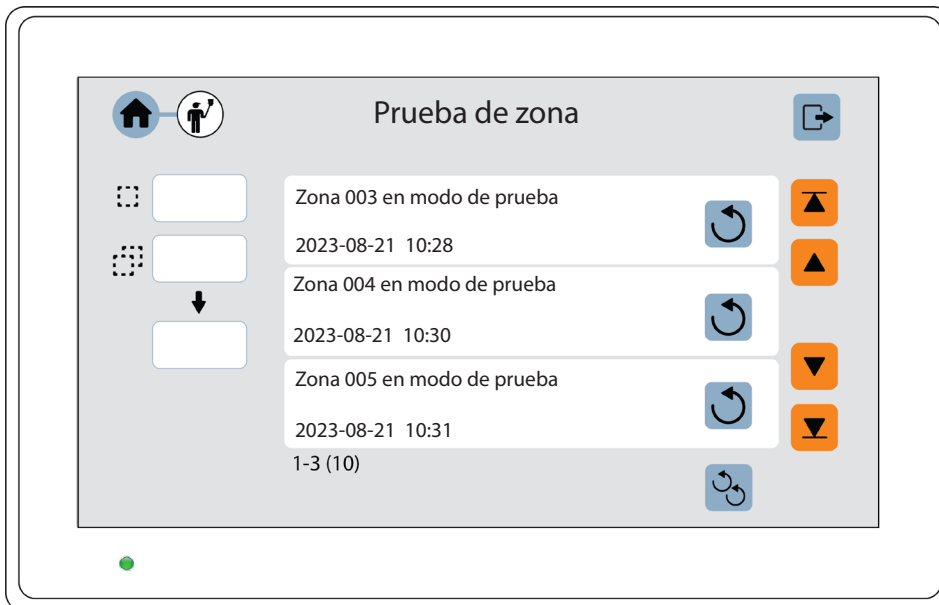 Prueba de zona
Zona 003 en modo de prueba
2023-08-21 10:28
Zona 004 en modo de prueba
2023-08-21 10:30
Zona 005 en modo de prueba
2023-08-21 10:31
1-3 (10)